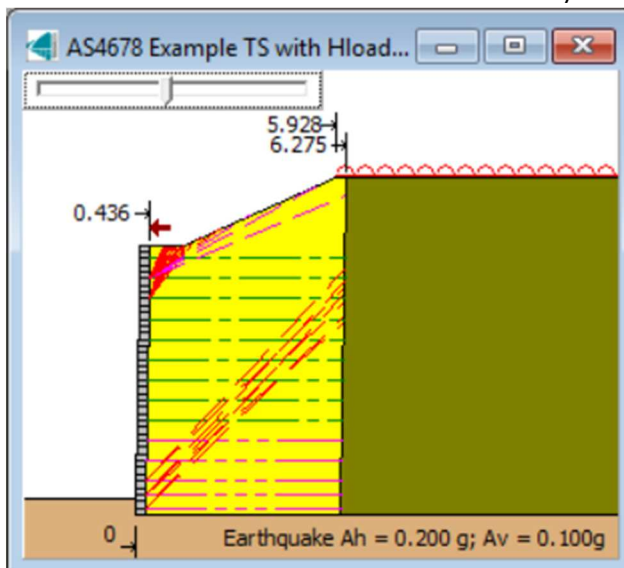 AS4678 Example TS with Hload...
5.928
6.275
0.436
0
Earthquake Ah = 0.200 g; Av = 0.100g